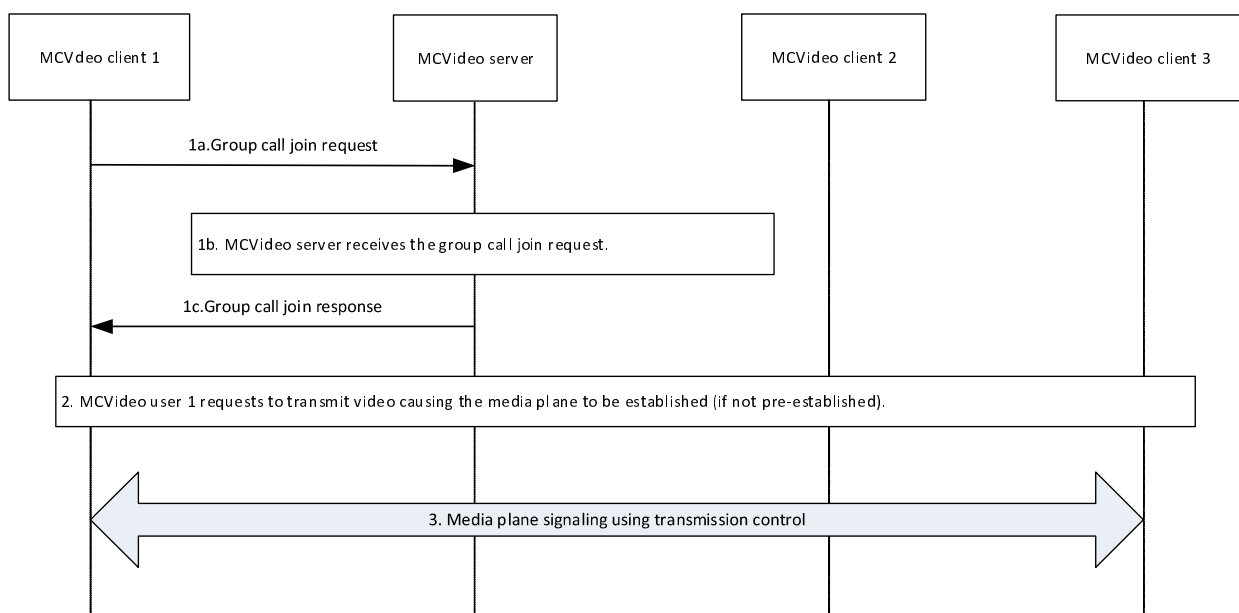 MCVdeo client 1
MCVideo server
MCVideo client 2
MCVideo client 3
1a.Group call join request
1b. MCVideo server receives the group call join request.
1c.Group call join response
2. MCVideo user 1 requests to transmit video causing the media plane to be established (if not pre-established).
3. Media plane signaling using transmission control